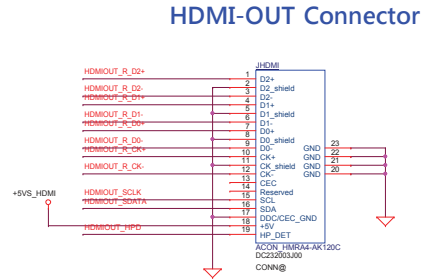 HDMI-OUT Connector
JHDMI
HDMIOUT_R_D2+ 1 D2+
2 D2_shield
HDMIOUT_R_D2- 3 D2-
HDMIOUT_R_D1+ 4 D1+
5 D1_shield
HDMIOUT_R_D1- 6 D1-
HDMIOUT_R_D0+ 7 D0+
8 D0_shield
HDMIOUT_R_D0- 9 D0- GND 23
HDMIOUT_R_CK+ 10 CK+ GND 22
11 CK_shield GND 21
HDMIOUT_R_CK- 12 CK- GND 20
13 CEC
14 Reserved
+5VS_HDMI HDMIOUT_SCLK 15 SCL
HDMIOUT_SDATA 16 SDA
17 DDC/CEC_GND
18 +5V
HDMIOUT_HPD 19 HP_DET
ACON_HMRA4-AK120C
DC232003J00
CONN@